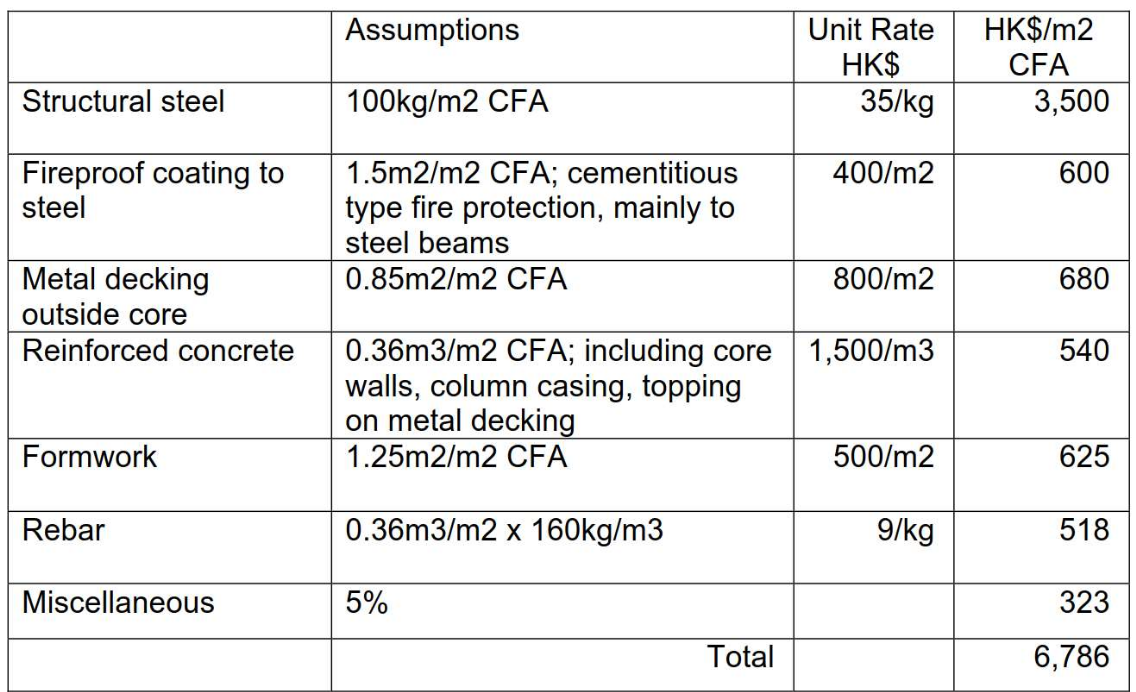 Assumptions Unit Rate HK$/m2
HK$ CFA
Structural steel 100kg/m2 CFA 35/kg 3,500
Fireproof coating to 1.5m2/m2 CFA; cementitious 400/m2 600
steel type fire protection, mainly to
steel beams
Metal decking 0.85m2/m2 CFA 800/m2 680
outside core
Reinforced concrete 0.36m3/m2 CFA; including core 1,500/m3 540
walls, column casing, topping
on metal decking
Formwork 1.25m2/m2 CFA 500/m2 625
Rebar 0.36m3/m2 x 160kg/m3 9/kg 518
Miscellaneous 5% 323
Total 6,786